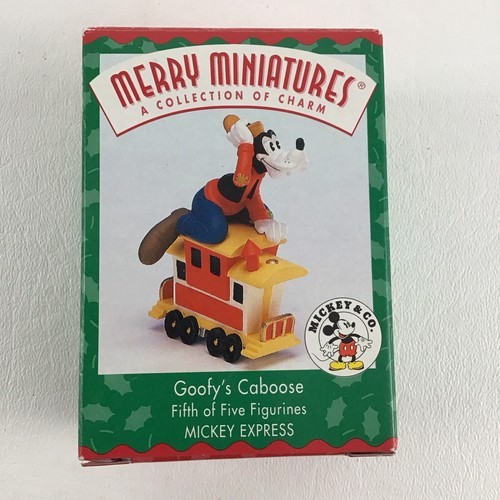 MERRY MINIATURES®
A COLLECTION OF CHARM
MICKEY & CO.
Goofy's Caboose
Fifth of Five Figurines
MICKEY EXPRESS